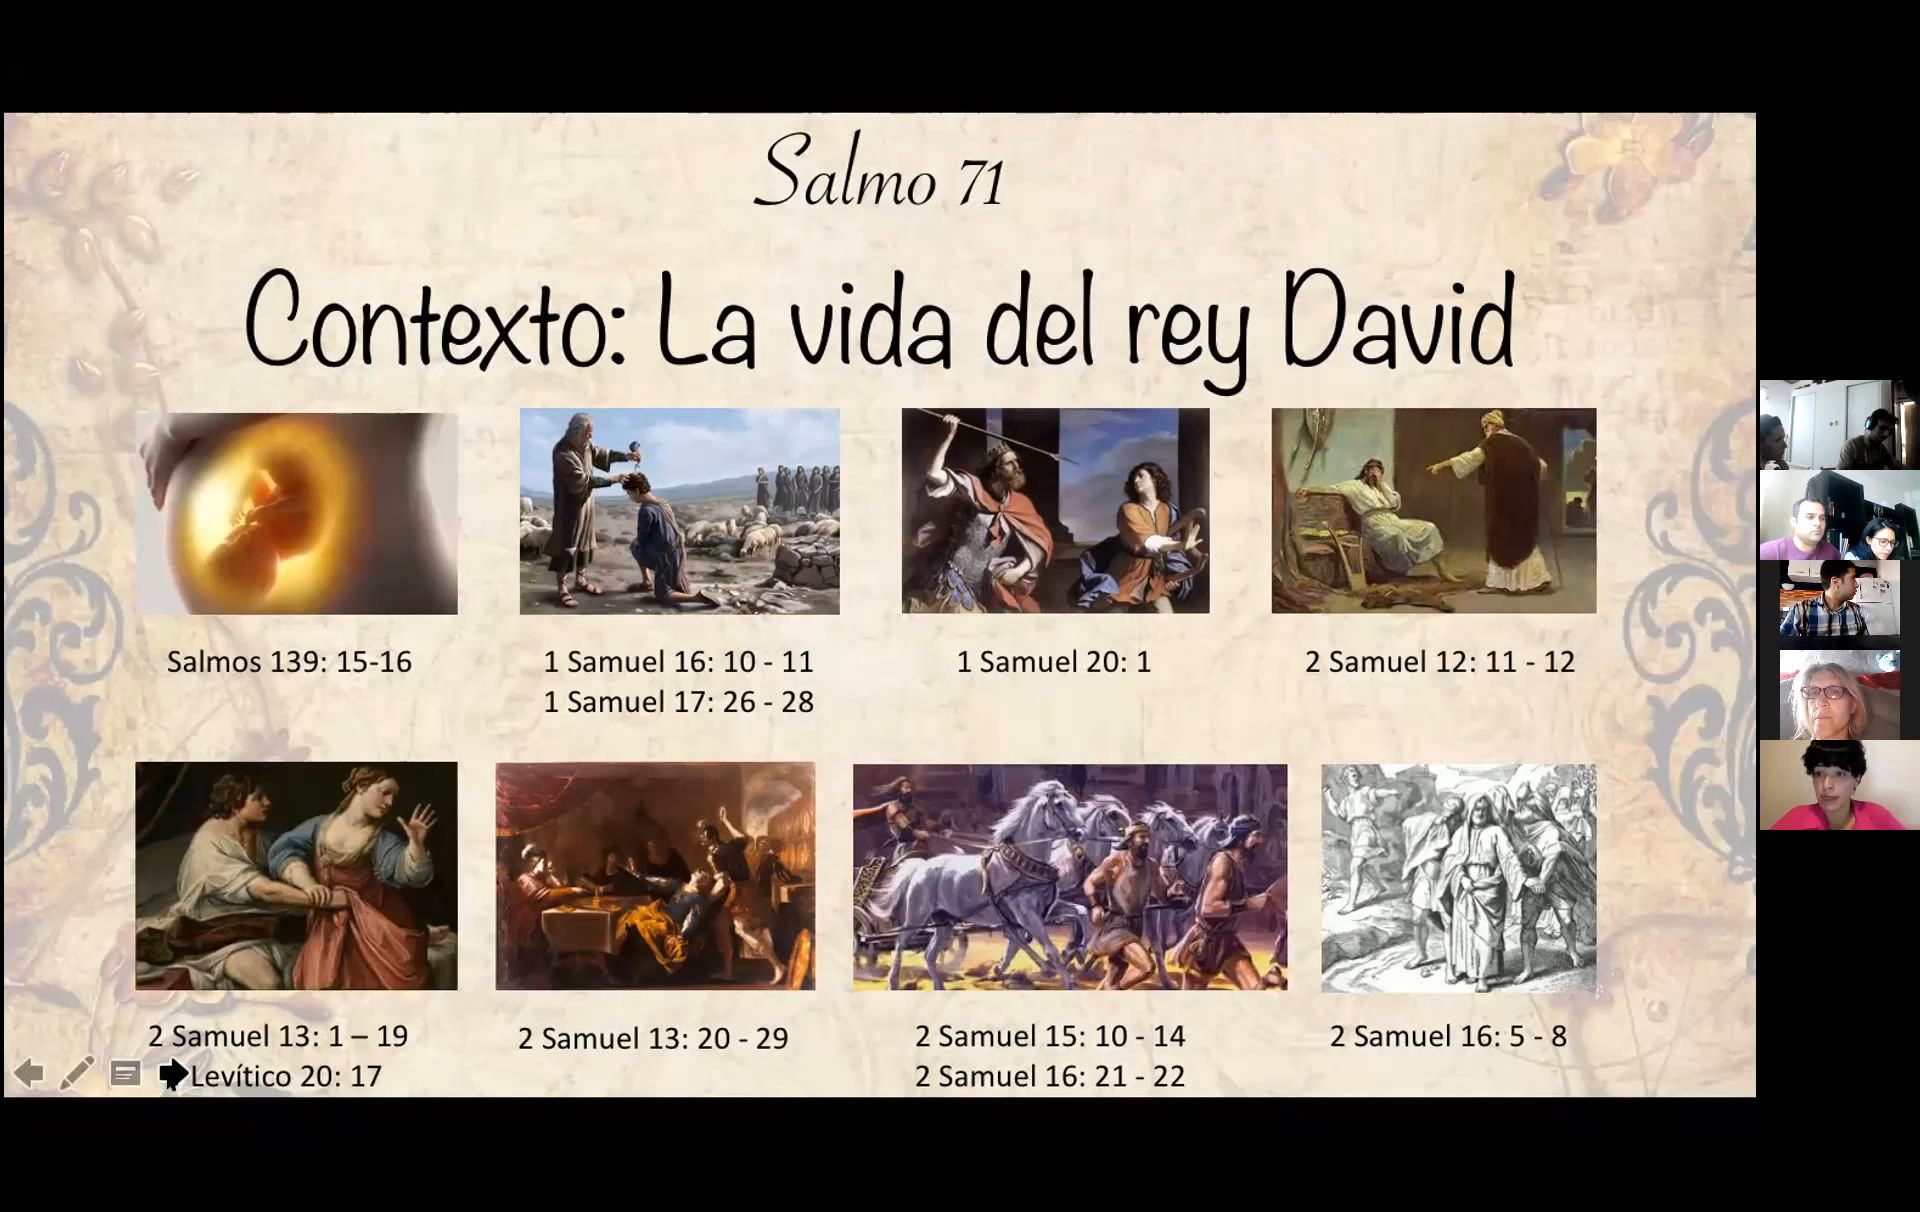 Salmo 71
Contexto: La vida del rey David
Salmos 139: 15-16
1 Samuel 16: 10 - 11
1 Samuel 17: 26 - 28
1 Samuel 20: 1
2 Samuel 12: 11 - 12
2 Samuel 13: 1 – 19
Levítico 20: 17
2 Samuel 13: 20 - 29
2 Samuel 15: 10 - 14
2 Samuel 16: 21 - 22
2 Samuel 16: 5 - 8